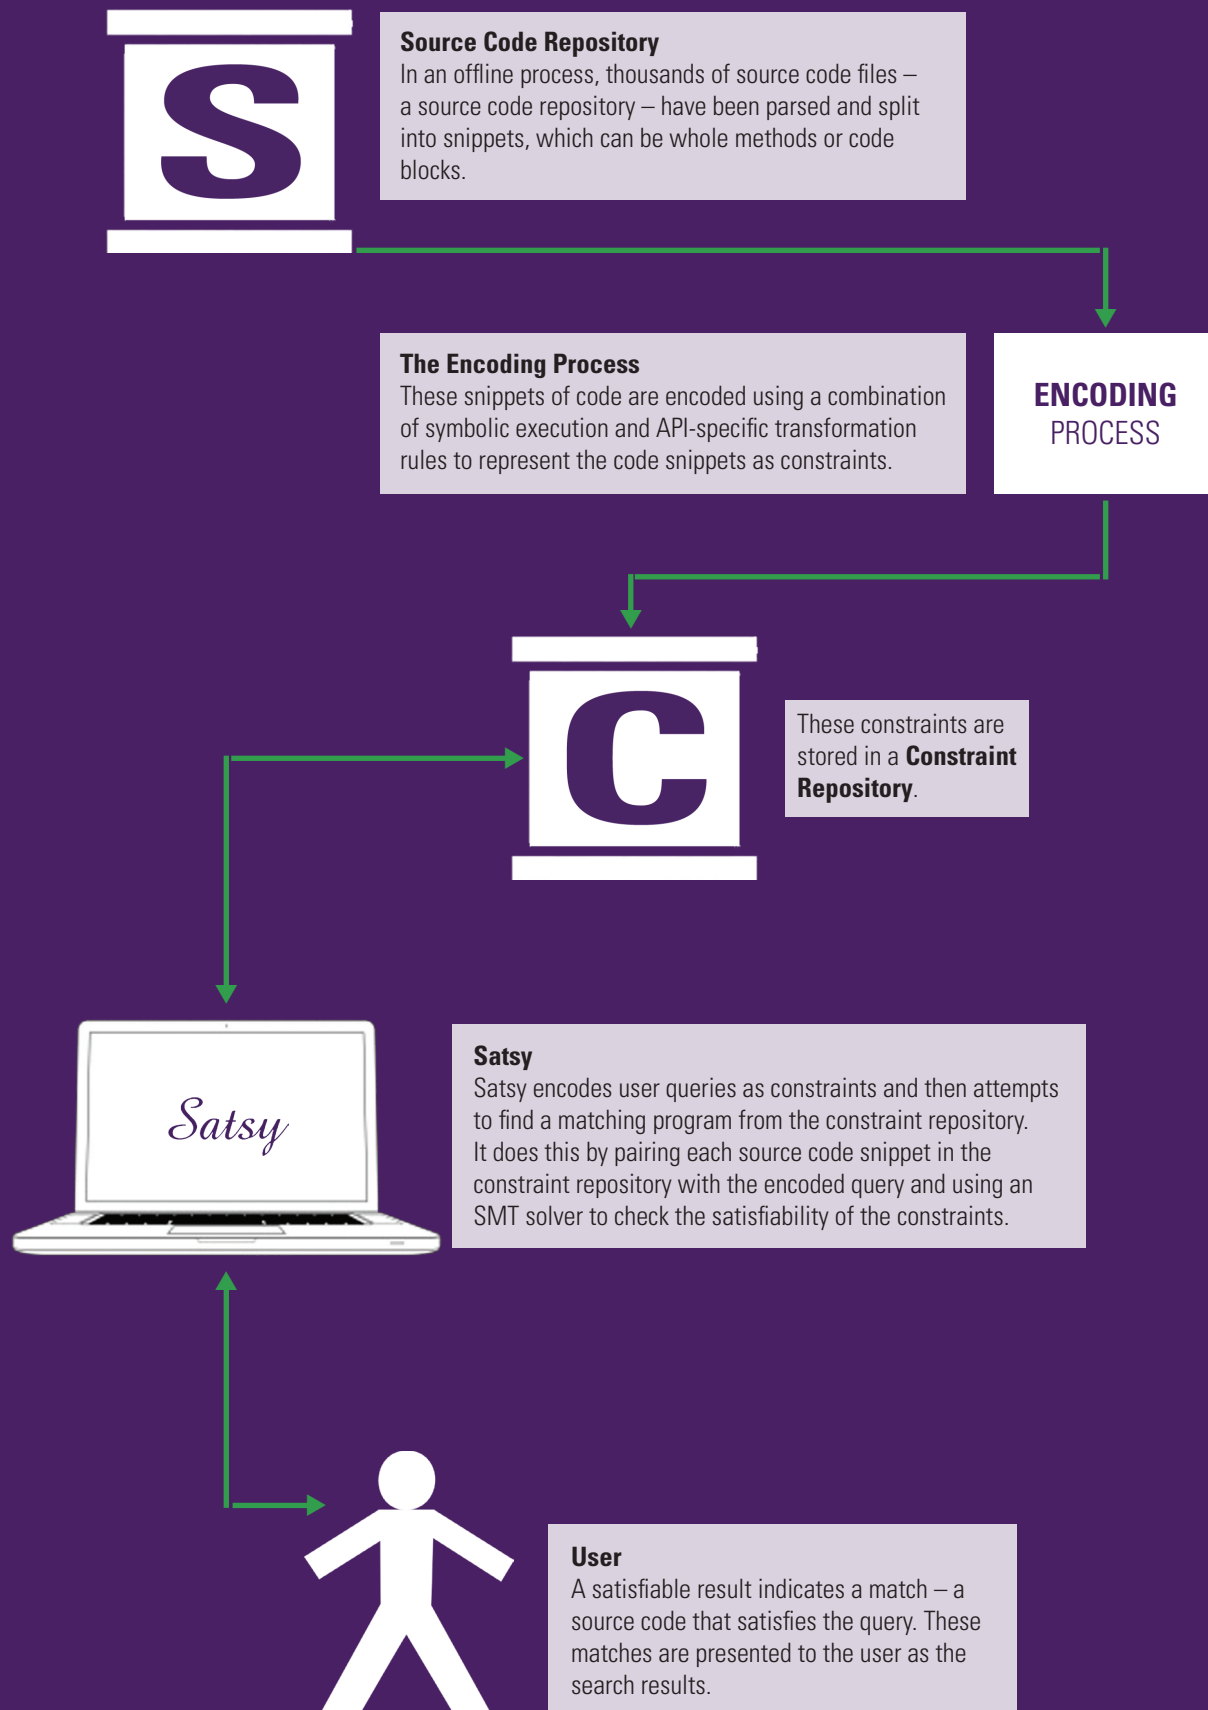 S
Source Code Repository
In an offline process, thousands of source code files –
a source code repository – have been parsed and split
into snippets, which can be whole methods or code
blocks.
The Encoding Process
These snippets of code are encoded using a combination
of symbolic execution and API-specific transformation
rules to represent the code snippets as constraints.
ENCODING
PROCESS
C
These constraints are
stored in a Constraint
Repository.
Satsy
Satsy
Satsy encodes user queries as constraints and then attempts
to find a matching program from the constraint repository.
It does this by pairing each source code snippet in the
constraint repository with the encoded query and using an
SMT solver to check the satisfiability of the constraints.
User
A satisfiable result indicates a match – a
source code that satisfies the query. These
matches are presented to the user as the
search results.